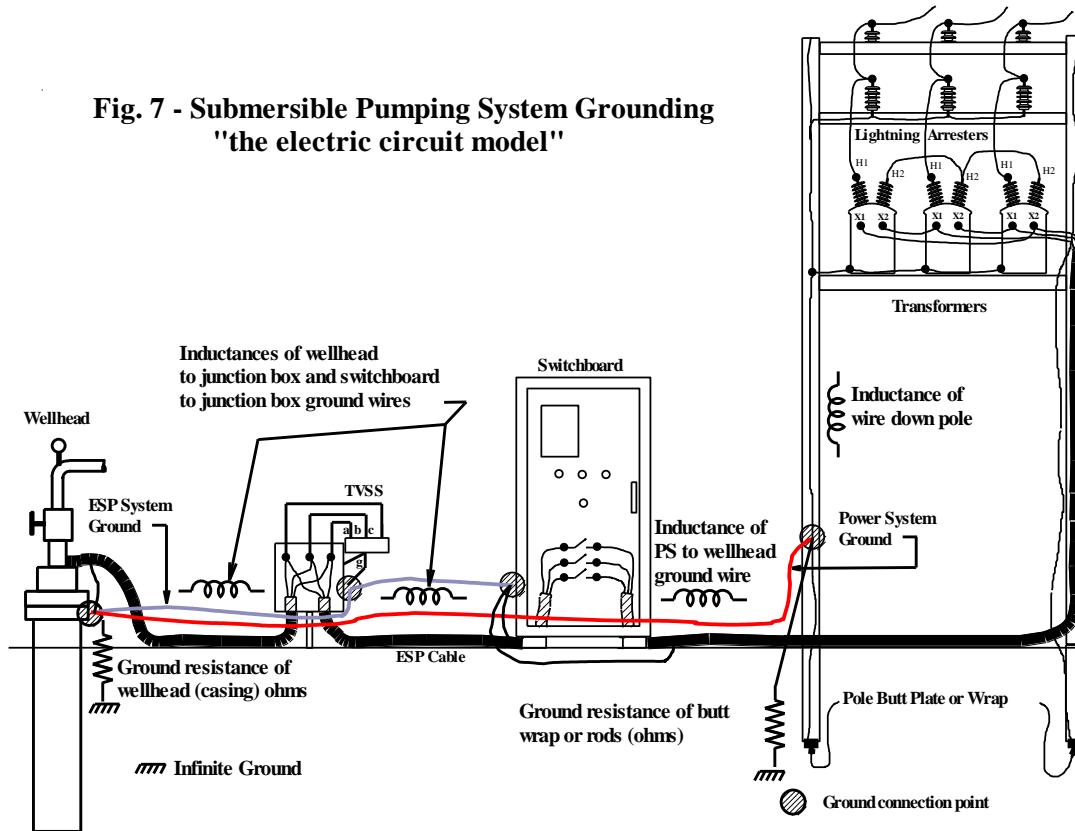 Fig. 7 - Submersible Pumping System Grounding
"the electric circuit model"
Lightning Arresters
H1
H2
H1
H2
H1
H2
X1
X2
X1
X2
X1
X2
Transformers
Inductances of wellhead
to junction box and switchboard
to junction box ground wires
Switchboard
Inductance of
wire down pole
Wellhead
TVSS
ESP System
Ground
a b c
g
Inductance of
PS to wellhead
ground wire
Power System
Ground
ESP Cable
Ground resistance of
wellhead (casing) ohms
Ground resistance of butt
wrap or rods (ohms)
Pole Butt Plate or Wrap
Infinite Ground
Ground connection point